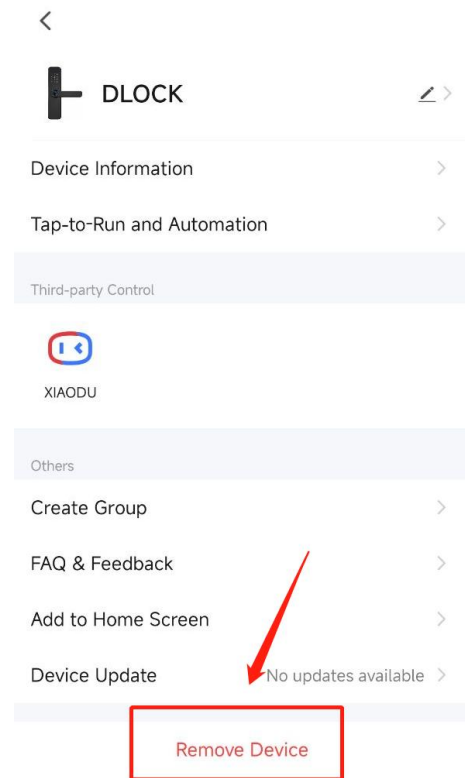 DLOCK
Device Information
Tap-to-Run and Automation
Third-party Control
XIAODU
Others
Create Group
FAQ & Feedback
Add to Home Screen
Device Update No updates available
Remove Device